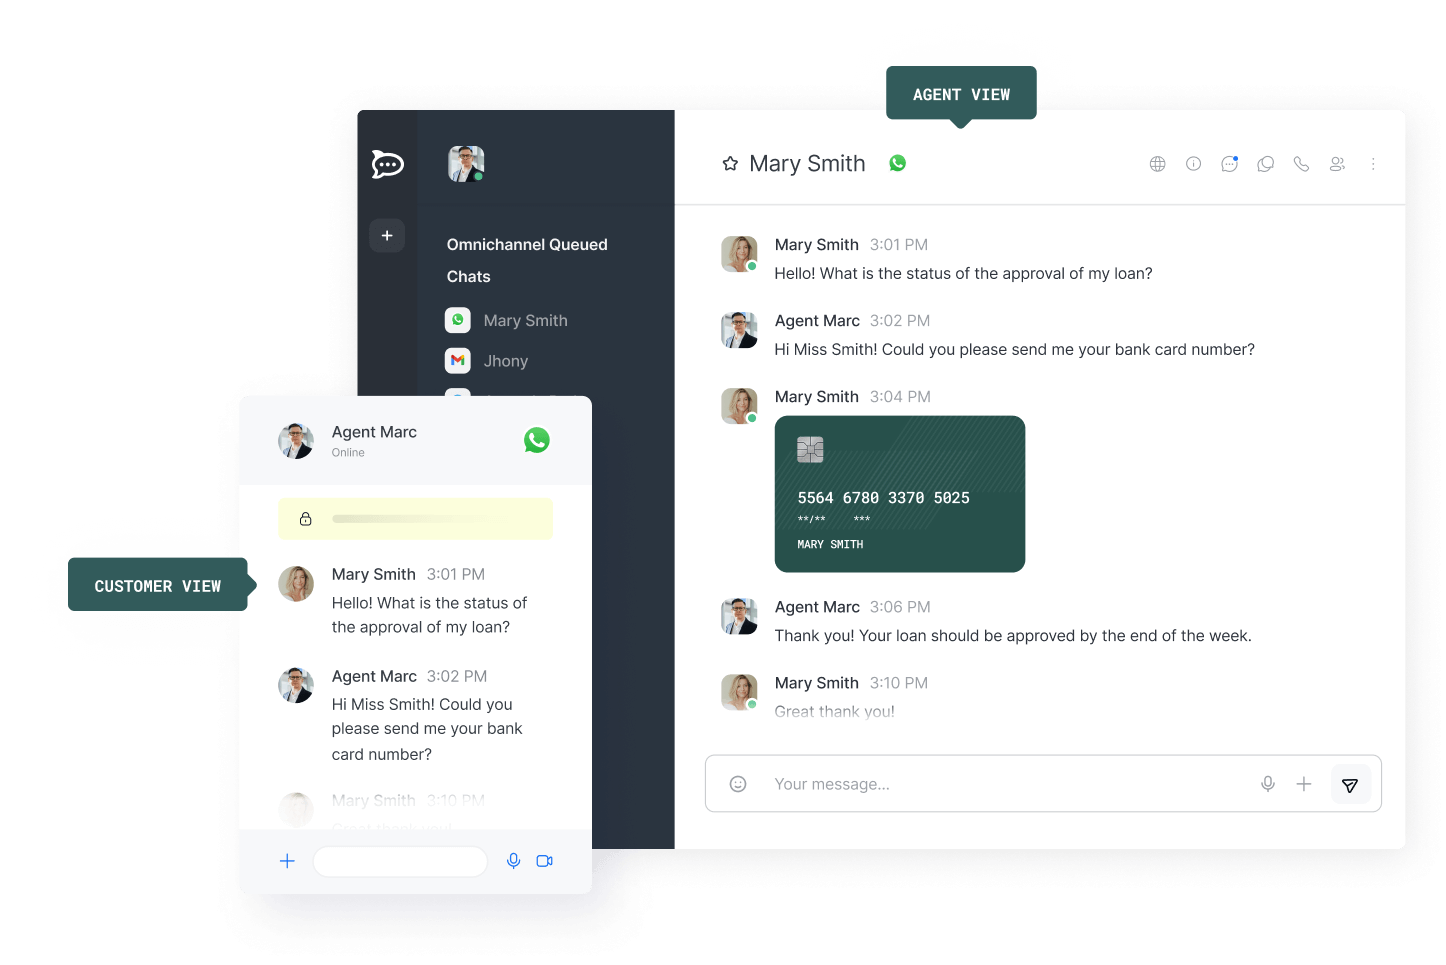 AGENT VIEW
Mary Smith
Omnichannel Queued
Chats
Mary Smith
Jhony
Mary Smith 3:01 PM
Hello! What is the status of the approval of my loan?
Agent Marc 3:02 PM
Hi Miss Smith! Could you please send me your bank card number?
Mary Smith 3:04 PM
5564 6780 3370 5025
**/** ***
MARY SMITH
Agent Marc 3:06 PM
Thank you! Your loan should be approved by the end of the week.
Mary Smith 3:10 PM
Great thank you!
Your message...
CUSTOMER VIEW
Agent Marc
Online
Mary Smith 3:01 PM
Hello! What is the status of
the approval of my loan?
Agent Marc 3:02 PM
Hi Miss Smith! Could you
please send me your bank
card number?
Mary Smith 3:10 PM
Great thank you!